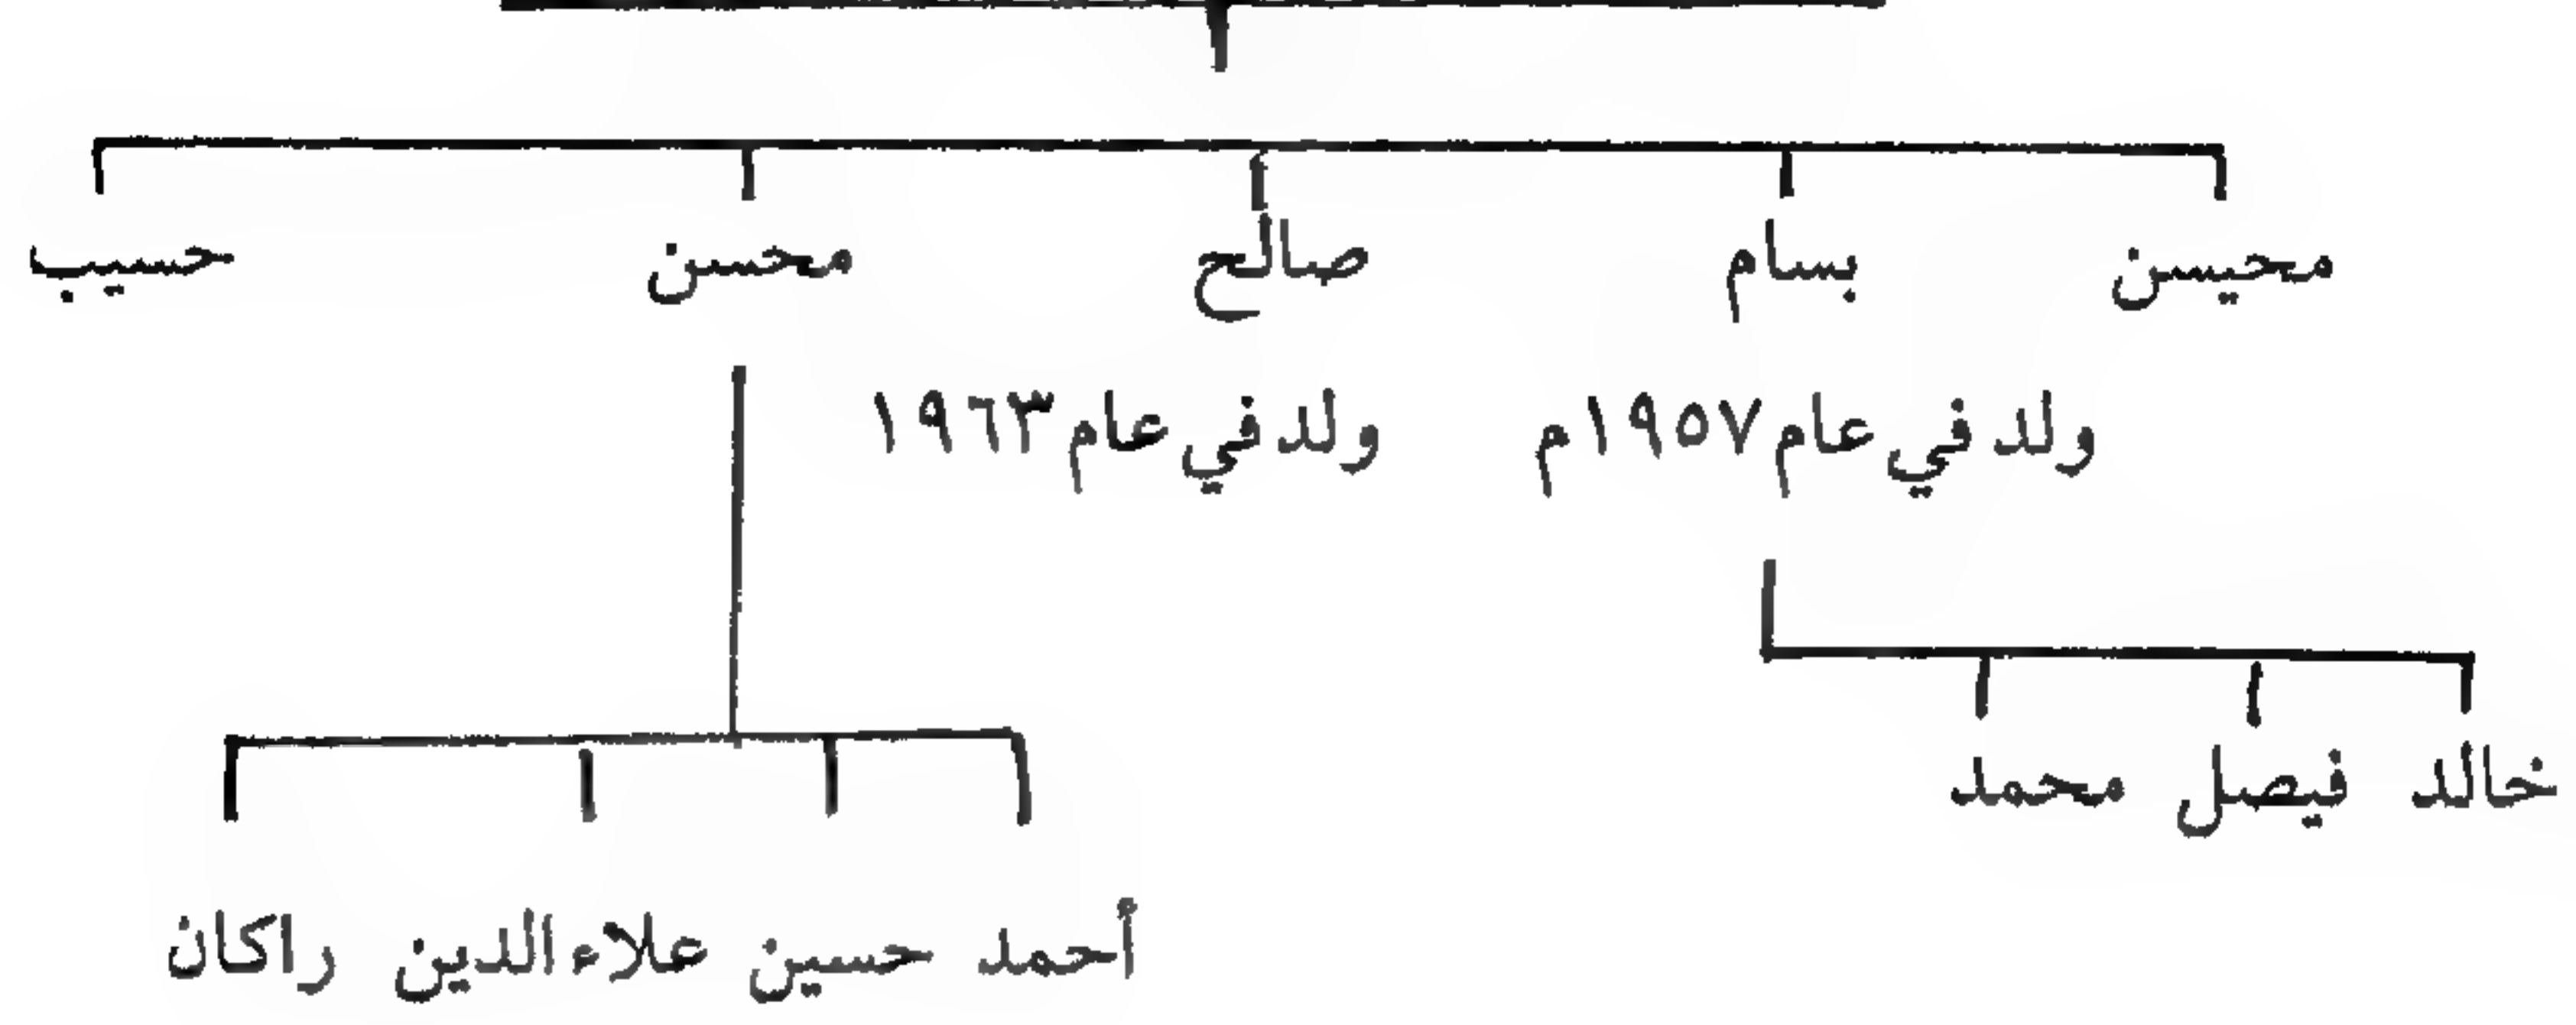 محيسن بسام صالح محسن حسيب
ولد في عام ١٩٥٧م ولد في عام ١٩٦٣
خالد فيصل محمد
أحمد حسين علاء الدين راكان